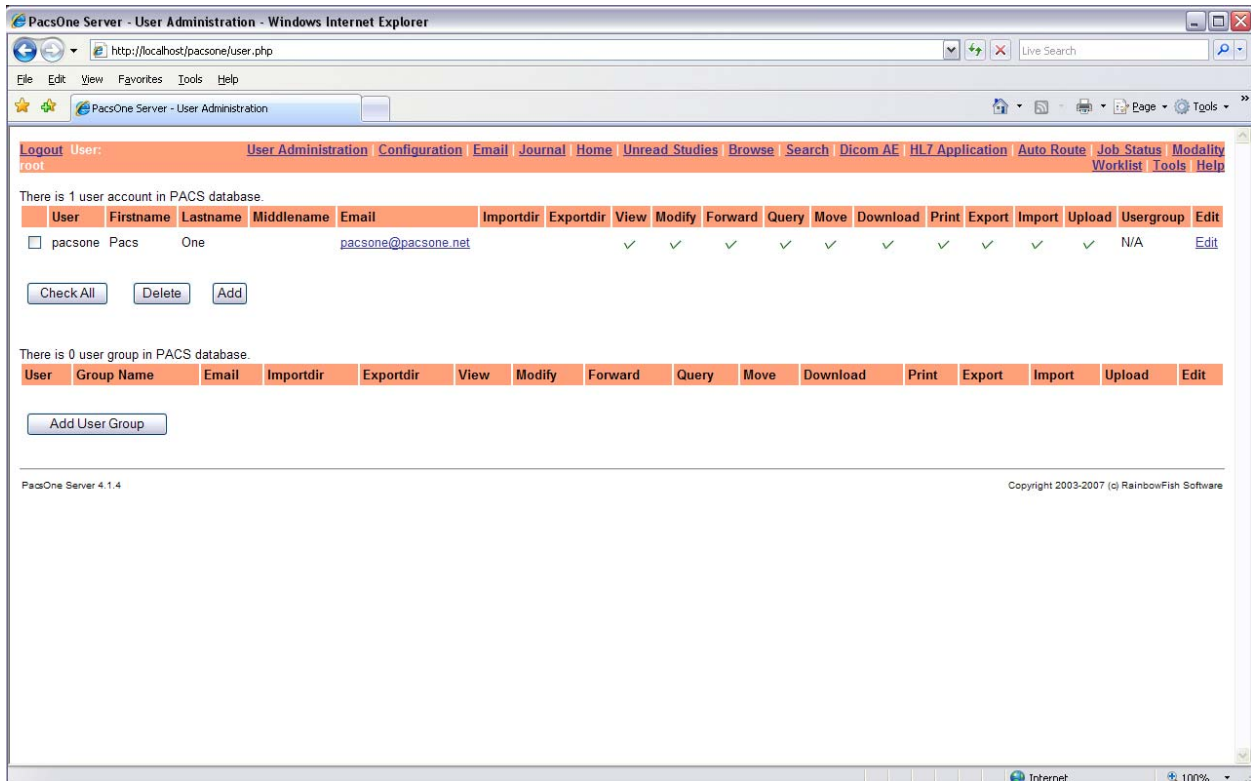 PacsOne Server - User Administration - Windows Internet Explorer
http://localhost/pacsone/user.php
Live Search
File Edit View Favorites Tools Help
PacsOne Server - User Administration
Page Tools »
Logout User: User Administration | Configuration | Email | Journal | Home | Unread Studies | Browse | Search | Dicom AE | HL7 Application | Auto Route | Job Status | Modality
root Worklist | Tools | Help
There is 1 user account in PACS database.
User Firstname Lastname Middlename Email Importdir Exportdir View Modify Forward Query Move Download Print Export Import Upload Usergroup Edit
pacsone Pacs One pacsone@pacsone.net N/A Edit
Check All Delete Add
There is 0 user group in PACS database.
User Group Name Email Importdir Exportdir View Modify Forward Query Move Download Print Export Import Upload Edit
Add User Group
PacsOne Server 4.1.4 Copyright 2003-2007 (c) RainbowFish Software
Internet 100%